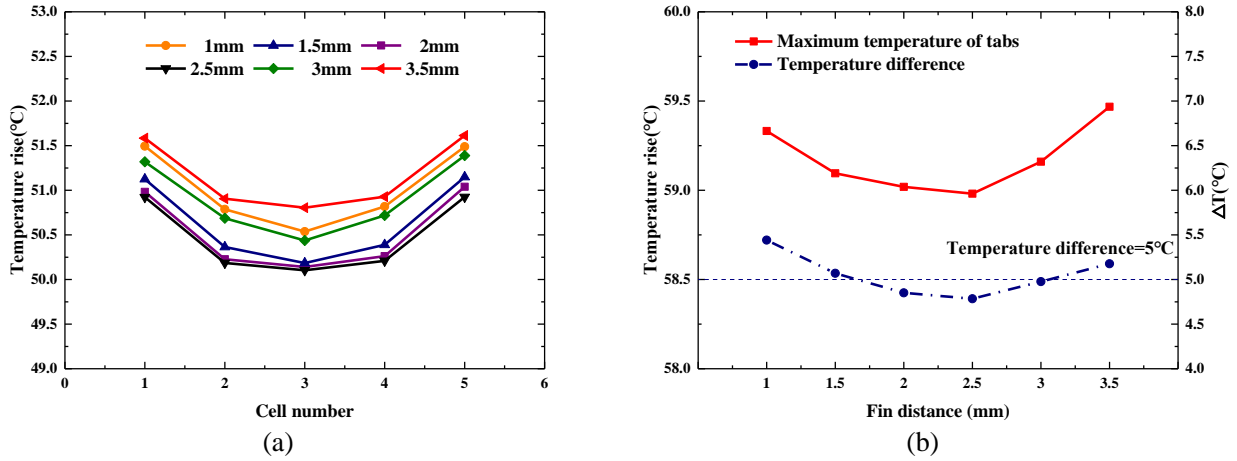 53.0
52.5
52.0
51.5
51.0
50.5
50.0
49.5
49.0
Temperature rise(°C)
1mm 1.5mm 2mm
2.5mm 3mm 3.5mm
0 1 2 3 4 5 6
Cell number
(a)
60.0
59.5
59.0
58.5
58.0
Temperature rise(°C)
Maximum temperature of tabs
Temperature difference
Temperature difference=5°C
8.0
7.5
7.0
6.5
6.0
5.5
5.0
4.5
4.0
ΔT(°C)
1 1.5 2 2.5 3 3.5
Fin distance (mm)
(b)